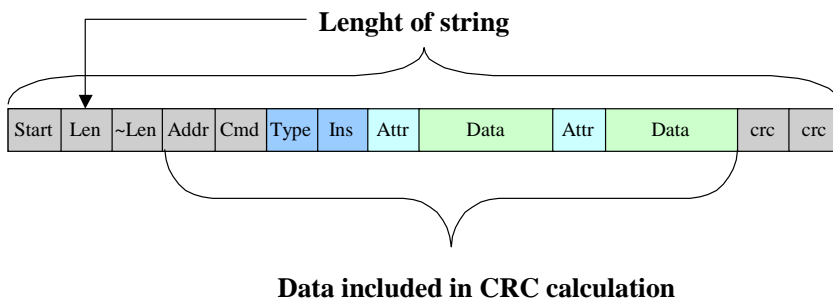 Lenght of string
Start Len ~Len Addr Cmd Type Ins Attr Data Attr Data crc crc
Data included in CRC calculation